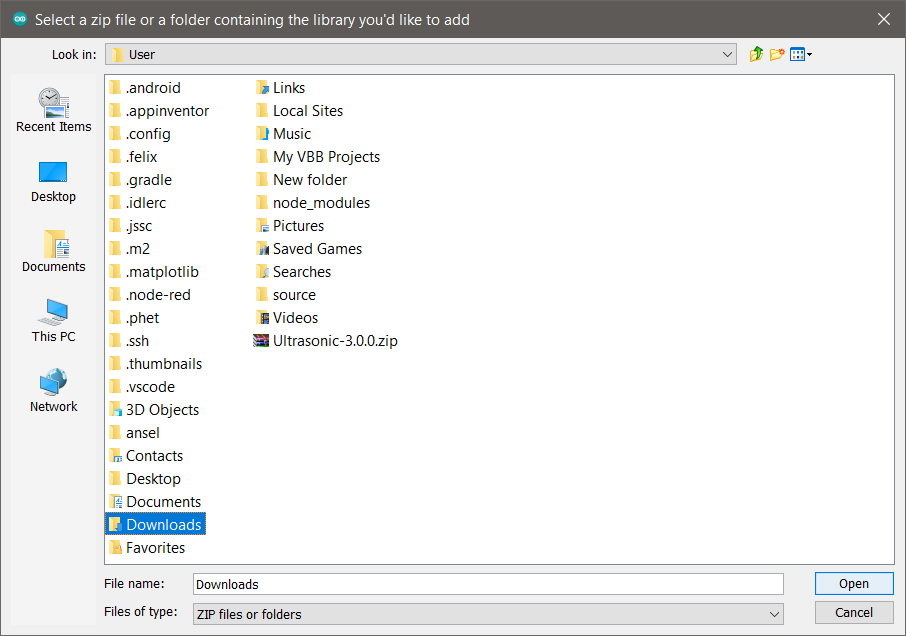 Select a zip file or a folder containing the library you'd like to add
Look in: User
Recent Items
Desktop
Documents
This PC
Network
.android
.appinventor
.config
.felix
.gradle
.idlerc
.jssc
.m2
.matplotlib
.node-red
.phet
.ssh
.thumbnails
.vscode
3D Objects
ansel
Contacts
Desktop
Documents
Downloads
Favorites
Links
Local Sites
Music
My VBB Projects
New folder
node_modules
Pictures
Saved Games
Searches
source
Videos
Ultrasonic-3.0.0.zip
File name: Downloads
Open
Files of type: ZIP files or folders
Cancel